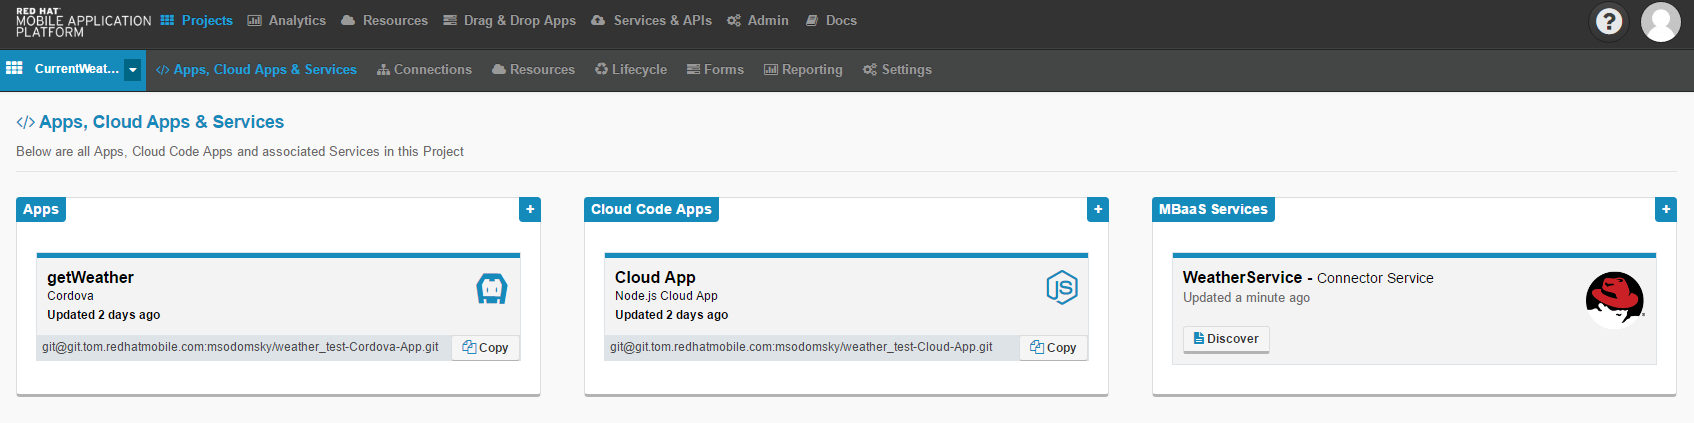 RED HAT
MOBILE APPLICATION
PLATFORM
Projects Analytics Resources Drag & Drop Apps Services & APIs Admin Docs ?
CurrentWeat... Apps, Cloud Apps & Services Connections Resources Lifecycle Forms Reporting Settings
</> Apps, Cloud Apps & Services
Below are all Apps, Cloud Code Apps and associated Services in this Project
Apps +
getWeather
Cordova
Updated 2 days ago
git@git.tom.redhatmobile.com:msodomsky/weather_test-Cordova-App.git Copy
Cloud Code Apps +
Cloud App
Node.js Cloud App
Updated 2 days ago
JS
git@git.tom.redhatmobile.com:msodomsky/weather_test-Cloud-App.git Copy
MBaaS Services +
WeatherService - Connector Service
Updated a minute ago
Discover